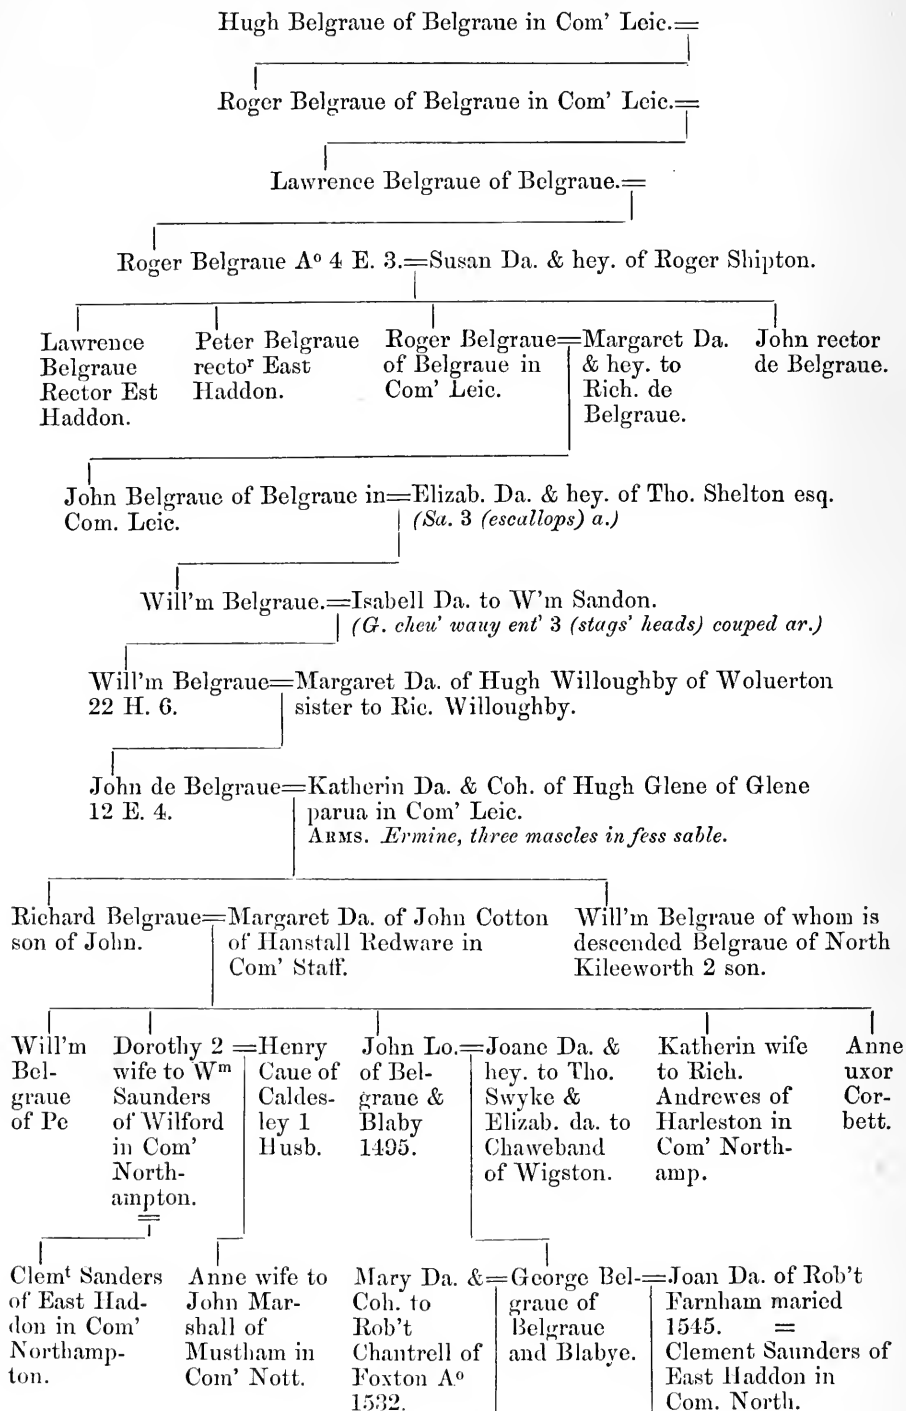 Hugh Belgraue of Belgraue in Com' Leic.=
Roger Belgraue of Belgraue in Com' Leic.=
Lawrence Belgraue of Belgraue.=
Roger Belgraue Aº 4 E. 3.=Susan Da. & hey. of Roger Shipton.
Lawrence
Belgraue
Rector Est
Haddon.
Peter Belgraue
rectoʳ East
Haddon.
Roger Belgraue=
of Belgraue in
Com' Leic.
Margaret Da.
& hey. to
Rich. de
Belgraue.
John rector
de Belgraue.
John Belgraue of Belgraue in=Elizab. Da. & hey. of Tho. Shelton esq.
Com. Leic. (Sa. 3 (escallops) a.)
Will'm Belgraue.=Isabell Da. to W'm Sandon.
(G. cheu' wauy ent' 3 (stags' heads) couped ar.)
Will'm Belgraue=Margaret Da. of Hugh Willoughby of Woluerton
22 H. 6. sister to Ric. Willoughby.
John de Belgraue=Katherin Da. & Coh. of Hugh Glene of Glene
12 E. 4. parua in Com' Leic.
ARMS. Ermine, three mascles in fess sable.
Richard Belgraue=
son of John.
Margaret Da. of John Cotton
of Hanstall Redware in
Com' Staff.
Will'm Belgraue of whom is
descended Belgraue of North
Kileeworth 2 son.
Will'm
Bel-
graue
of Pe
Dorothy 2
wife to Wᵐ
Saunders
of Wilford
in Com'
North-
ampton.
=
=Henry
Caue of
Caldes-
ley 1
Husb.
John Lo.=
of Bel-
graue &
Blaby
1495.
Joane Da. &
hey. to Tho.
Swyke &
Elizab. da. to
Chaweband
of Wigston.
Katherin wife
to Rich.
Andrewes of
Harleston in
Com' North-
amp.
Anne
uxor
Cor-
bett.
Clemᵗ Sanders
of East Had-
don in Com'
Northamp-
ton.
Anne wife to
John Mar-
shall of
Mustham in
Com' Nott.
Mary Da. &=
Coh. to
Rob't
Chantrell of
Foxton Aº
1532.
George Bel-=
graue of
Belgraue
and Blabye.
Joan Da. of Rob't
Farnham maried
1545. =
Clement Saunders of
East Haddon in
Com. North.